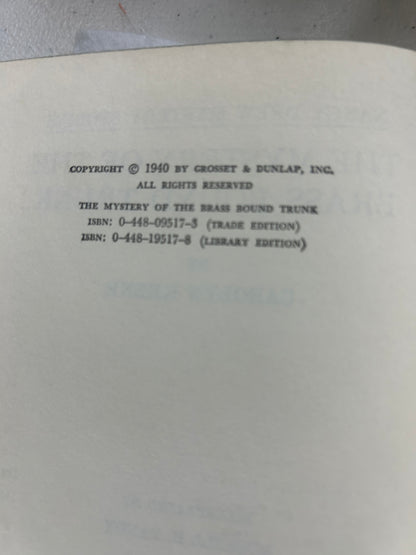 COPYRIGHT © 1940 BY GROSSET & DUNLAP, INC.
ALL RIGHTS RESERVED
THE MYSTERY OF THE BRASS BOUND TRUNK
ISBN: 0-448-09517-3 (TRADE EDITION)
ISBN: 0-448-19517-8 (LIBRARY EDITION)